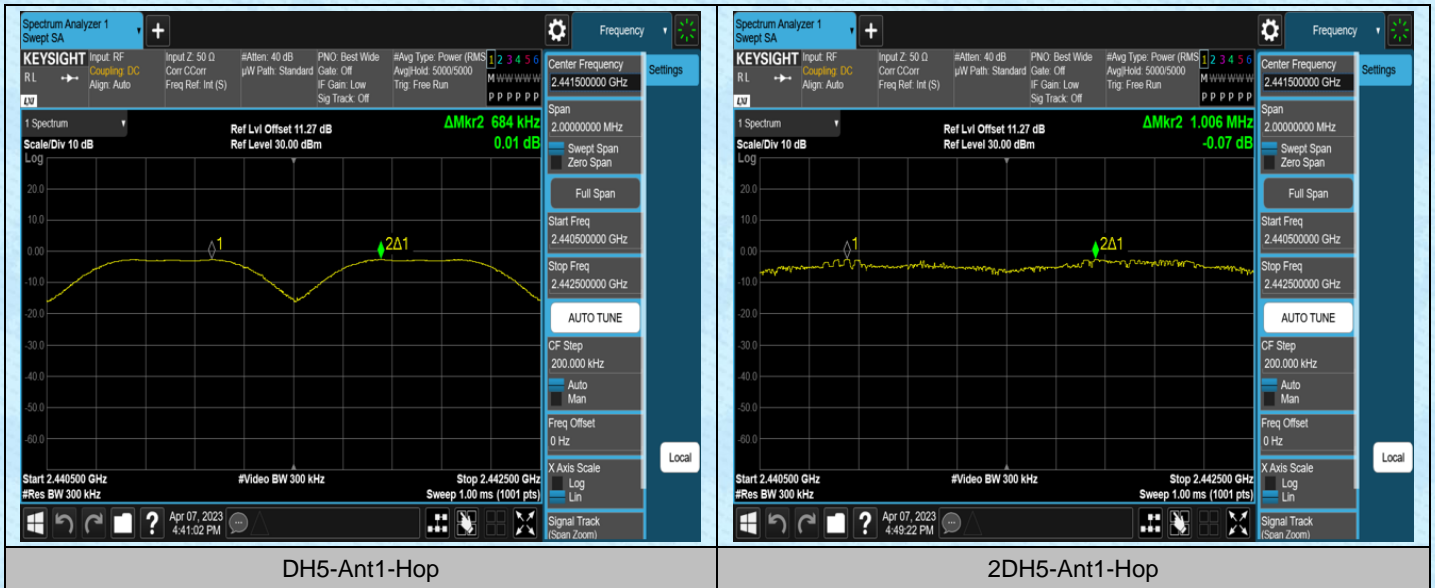 Spectrum Analyzer 1
Swept SA
Frequency
KEYSIGHT
RL
LXI
Input: RF
Coupling: DC
Align: Auto
Input Z: 50 Ω
Corr CCorr
Freq Ref: Int (S)
#Atten: 40 dB
µW Path: Standard
PNO: Best Wide
Gate: Off
IF Gain: Low
Sig Track: Off
#Avg Type: Power (RMS
Avg|Hold: 5000/5000
Trig: Free Run
1 2 3 4 5 6
M W W W W W
P P P P P P
Center Frequency
2.441500000 GHz
Settings
Span
2.00000000 MHz
Swept Span
Zero Span
Full Span
Start Freq
2.440500000 GHz
Stop Freq
2.442500000 GHz
AUTO TUNE
CF Step
200.000 kHz
Auto
Man
Freq Offset
0 Hz
X Axis Scale
Log
Lin
Signal Track
(Span Zoom)
Local
1 Spectrum
Scale/Div 10 dB
Log
Ref Lvl Offset 11.27 dB
Ref Level 30.00 dBm
ΔMkr2 684 kHz
0.01 dB
20.0
10.0
0.00
-10.0
-20.0
-30.0
-40.0
-50.0
-60.0
1
2Δ1
Start 2.440500 GHz
#Res BW 300 kHz
#Video BW 300 kHz
Stop 2.442500 GHz
Sweep 1.00 ms (1001 pts)
?
Apr 07, 2023
4:41:02 PM
DH5-Ant1-Hop
Spectrum Analyzer 1
Swept SA
Frequency
KEYSIGHT
RL
LXI
Input: RF
Coupling: DC
Align: Auto
Input Z: 50 Ω
Corr CCorr
Freq Ref: Int (S)
#Atten: 40 dB
µW Path: Standard
PNO: Best Wide
Gate: Off
IF Gain: Low
Sig Track: Off
#Avg Type: Power (RMS
Avg|Hold: 5000/5000
Trig: Free Run
1 2 3 4 5 6
M W W W W W
P P P P P P
Center Frequency
2.441500000 GHz
Settings
Span
2.00000000 MHz
Swept Span
Zero Span
Full Span
Start Freq
2.440500000 GHz
Stop Freq
2.442500000 GHz
AUTO TUNE
CF Step
200.000 kHz
Auto
Man
Freq Offset
0 Hz
X Axis Scale
Log
Lin
Signal Track
(Span Zoom)
Local
1 Spectrum
Scale/Div 10 dB
Log
Ref Lvl Offset 11.27 dB
Ref Level 30.00 dBm
ΔMkr2 1.006 MHz
-0.07 dB
20.0
10.0
0.00
-10.0
-20.0
-30.0
-40.0
-50.0
-60.0
1
2Δ1
Start 2.440500 GHz
#Res BW 300 kHz
#Video BW 300 kHz
Stop 2.442500 GHz
Sweep 1.00 ms (1001 pts)
?
Apr 07, 2023
4:49:22 PM
2DH5-Ant1-Hop